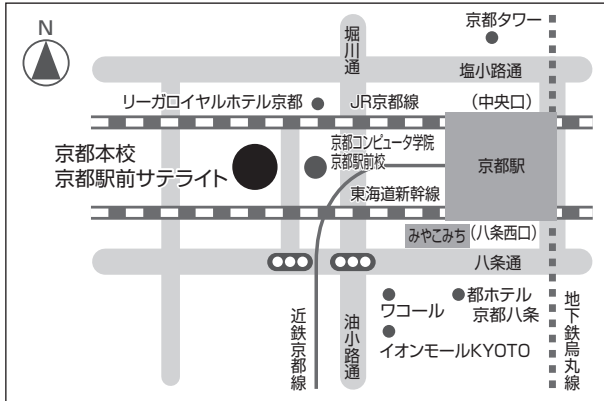 N
京都タワー
堀川通
塩小路通
リーガロイヤルホテル京都
JR京都線
(中央口)
京都本校
京都駅前サテライト
京都コンピュータ学院
京都駅前校
京都駅
東海道新幹線
みやこみち
(八条西口)
八条通
近鉄京都線
油小路通
ワコール
都ホテル
京都八条
イオンモールKYOTO
地下鉄烏丸線